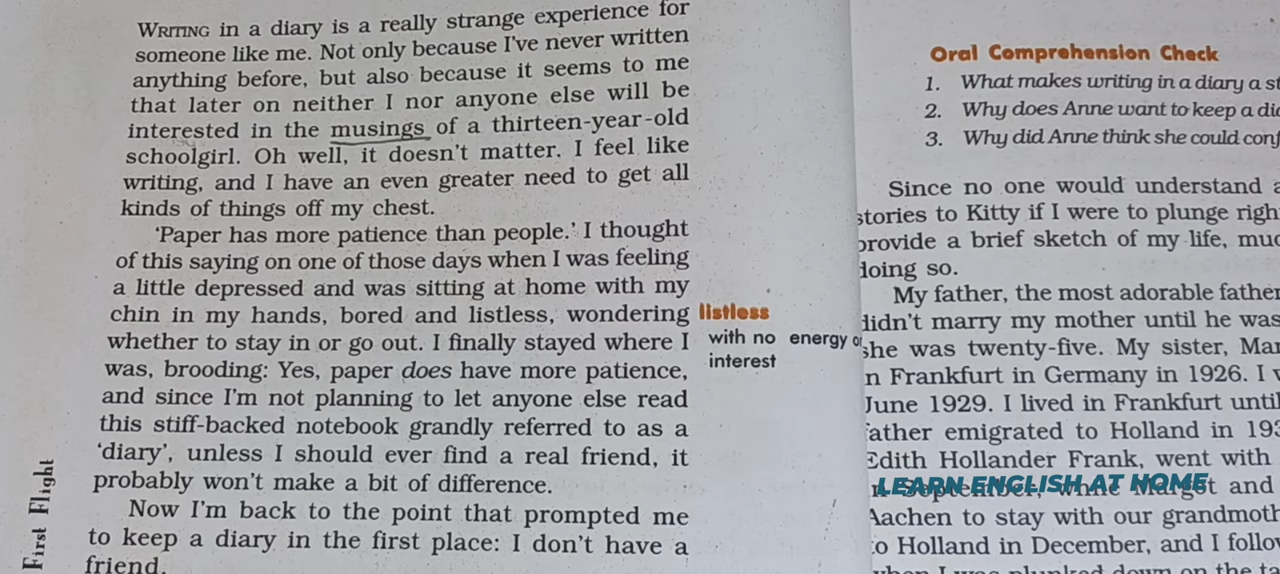 WRITING in a diary is a really strange experience for
someone like me. Not only because I've never written
anything before, but also because it seems to me
that later on neither I nor anyone else will be
interested in the musings of a thirteen-year-old
schoolgirl. Oh well, it doesn't matter. I feel like
writing, and I have an even greater need to get all
kinds of things off my chest.
'Paper has more patience than people.' I thought
of this saying on one of those days when I was feeling
a little depressed and was sitting at home with my
chin in my hands, bored and listless, wondering
whether to stay in or go out. I finally stayed where I
was, brooding: Yes, paper does have more patience,
and since I'm not planning to let anyone else read
this stiff-backed notebook grandly referred to as a
'diary', unless I should ever find a real friend, it
probably won't make a bit of difference.
Now I'm back to the point that prompted me
to keep a diary in the first place: I don't have a
friend.
listless
with no energy or
interest
First Flight
Oral Comprehension Check
1. What makes writing in a diary a
2. Why does Anne want to keep a
3. Why did Anne think she could
Since no one would understand
stories to Kitty if I were to plunge
provide a brief sketch of my life,
doing so.
My father, the most adorable father
didn't marry my mother until he was
she was twenty-five. My sister,
in Frankfurt in Germany in 1926. I
June 1929. I lived in Frankfurt until
father emigrated to Holland in
Edith Hollander Frank, went with
September, while Margot and
LEARN ENGLISH AT HOME
Aachen to stay with our
to Holland in December, and I
when I was plunked down on the